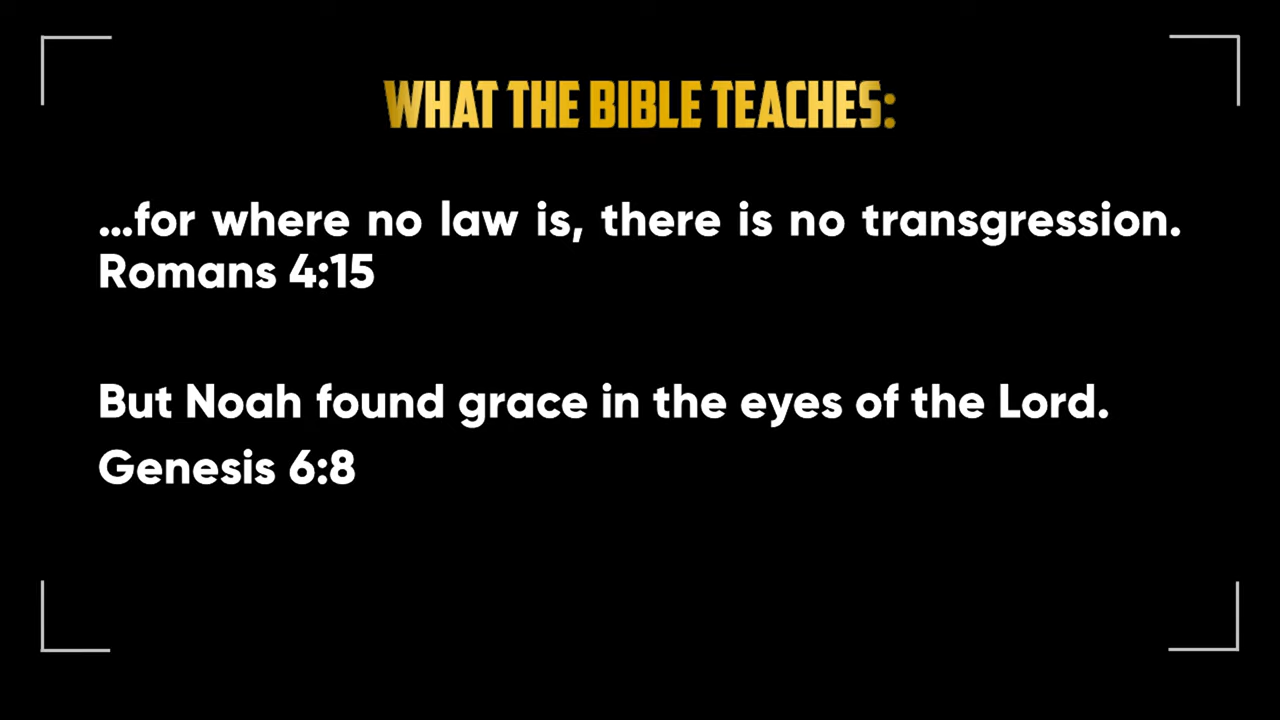 WHAT THE BIBLE TEACHES:
...for where no law is, there is no transgression.
Romans 4:15
But Noah found grace in the eyes of the Lord.
Genesis 6:8